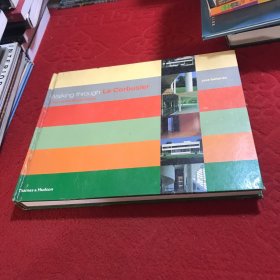 Walking through Le Corbusier
josé baltanás
Thames & Hudson